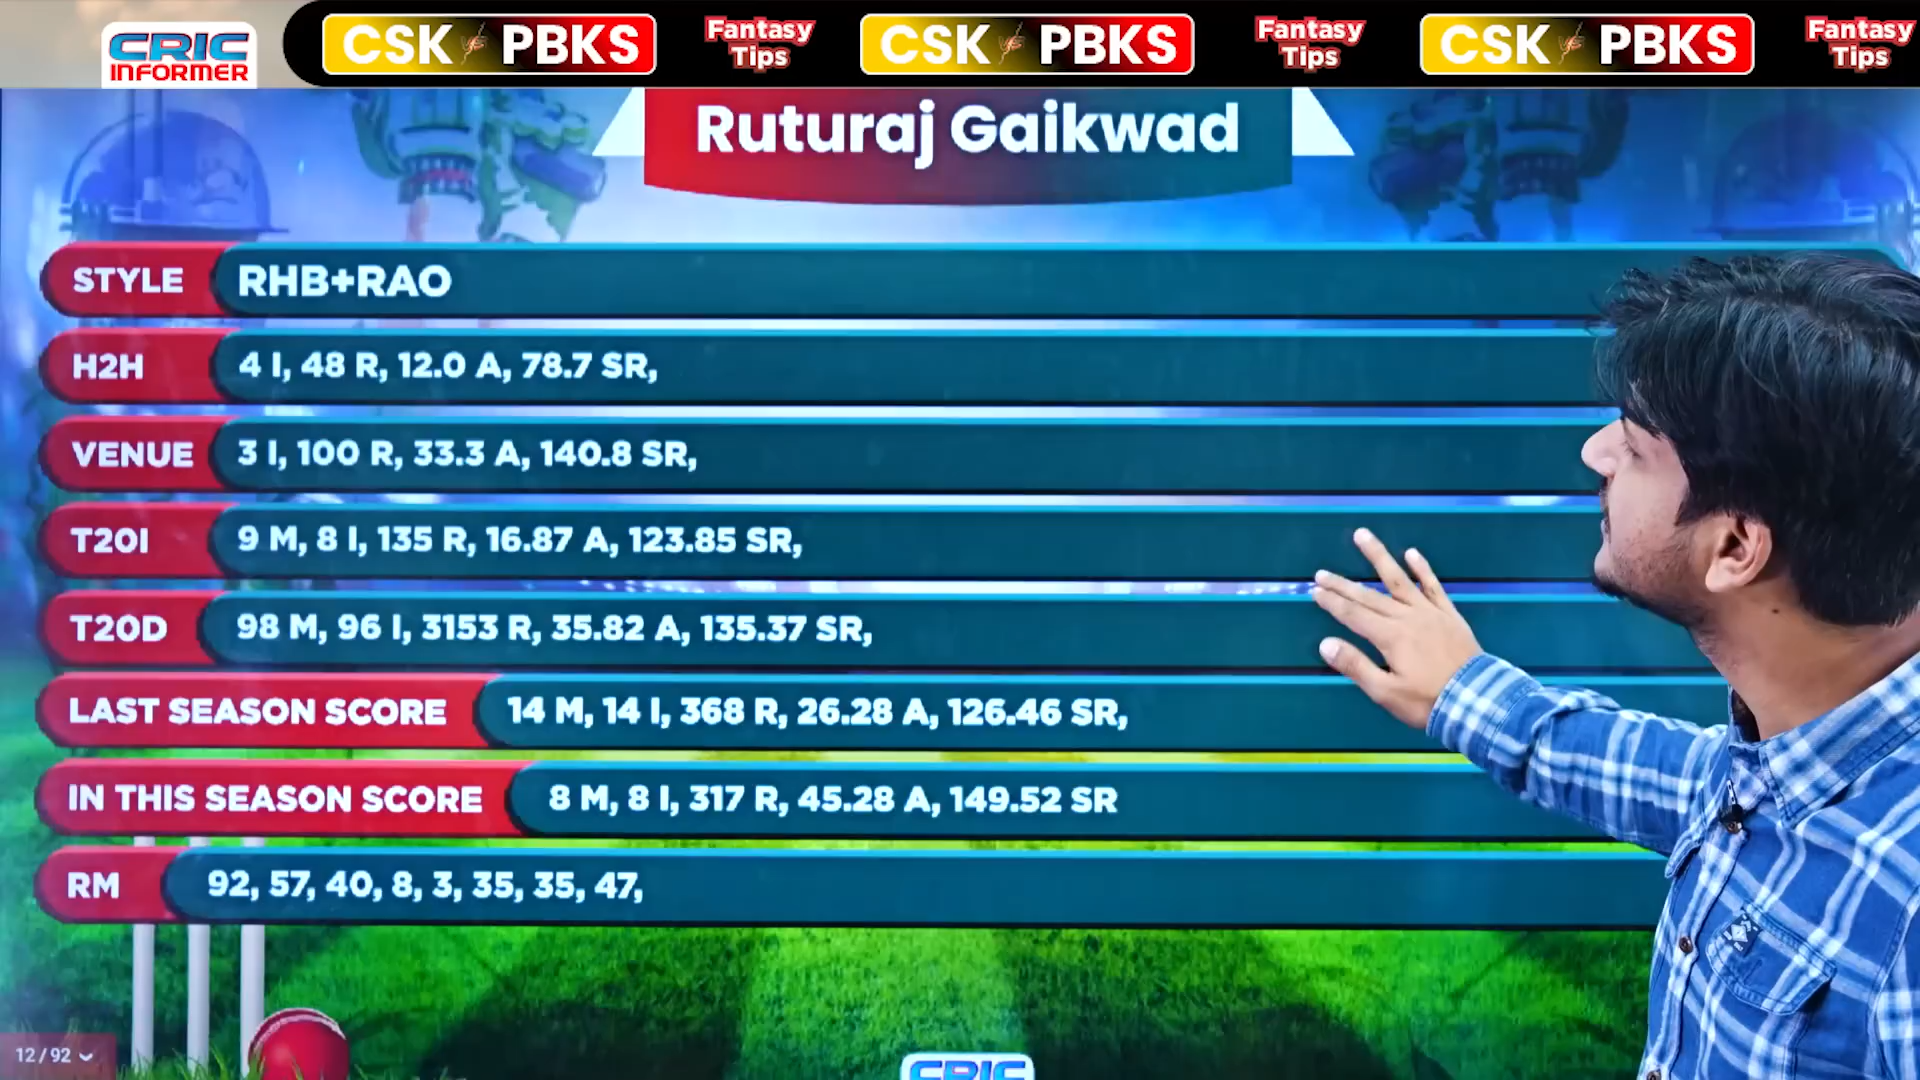 CRIC
INFORMER
CSK PBKS
Fantasy
Tips
CSK PBKS
Fantasy
Tips
CSK PBKS
Fantasy
Tips
Ruturaj Gaikwad
STYLE RHB+RAO
H2H 4 I, 48 R, 12.0 A, 78.7 SR,
VENUE 3 I, 100 R, 33.3 A, 140.8 SR,
T20I 9 M, 8 I, 135 R, 16.87 A, 123.85 SR,
T20D 98 M, 96 I, 3153 R, 35.82 A, 135.37 SR,
LAST SEASON SCORE 14 M, 14 I, 368 R, 26.28 A, 126.46 SR,
IN THIS SEASON SCORE 8 M, 8 I, 317 R, 45.28 A, 149.52 SR
RM 92, 57, 40, 8, 3, 35, 35, 47,
12 / 92
CRIC